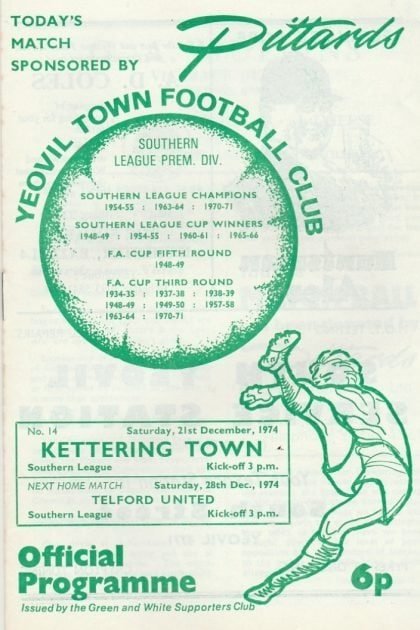 TODAY'S
MATCH
SPONSORED BY
Pittards
YEOVIL TOWN FOOTBALL CLUB
SOUTHERN
LEAGUE PREM. DIV.
SOUTHERN LEAGUE CHAMPIONS
1954-55 : 1963-64 : 1970-71
SOUTHERN LEAGUE CUP WINNERS
1948-49 : 1954-55 : 1960-61 : 1965-66
F.A. CUP FIFTH ROUND
1948-49
F.A. CUP THIRD ROUND
1934-35 : 1937-38 : 1938-39
1948-49 : 1949-50 : 1957-58
1963-64 : 1970-71
No. 14 Saturday, 21st December, 1974
KETTERING TOWN
Southern League Kick-off 3 p.m.
NEXT HOME MATCH Saturday, 28th Dec., 1974
TELFORD UNITED
Southern League Kick-off 3 p.m.
Official
Programme
6p
Issued by the Green and White Supporters Club